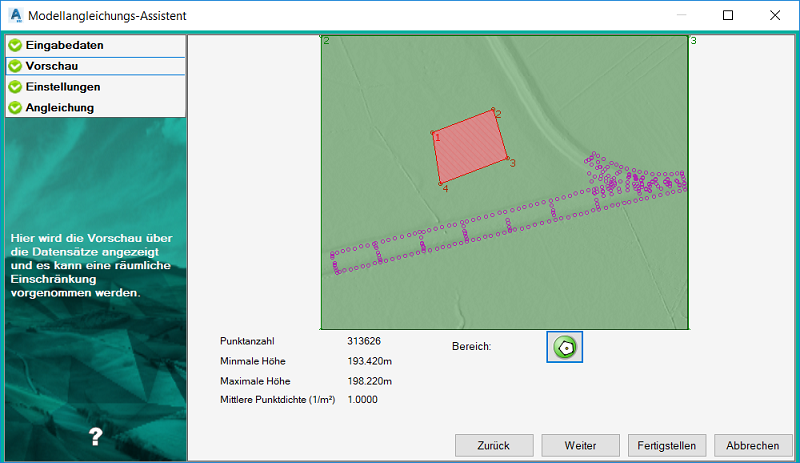 Modellangleichungs-Assistent
Eingabedaten
Vorschau
Einstellungen
Angleichung
Hier wird die Vorschau über
die Datensätze angezeigt
und es kann eine räumliche
Einschränkung
vorgenommen werden.
?
2
3
1
2
3
4
Punktanzahl 313626
Minmale Höhe 193.420m
Maximale Höhe 198.220m
Mittlere Punktdichte (1/m²) 1.0000
Bereich:
Zurück
Weiter
Fertigstellen
Abbrechen